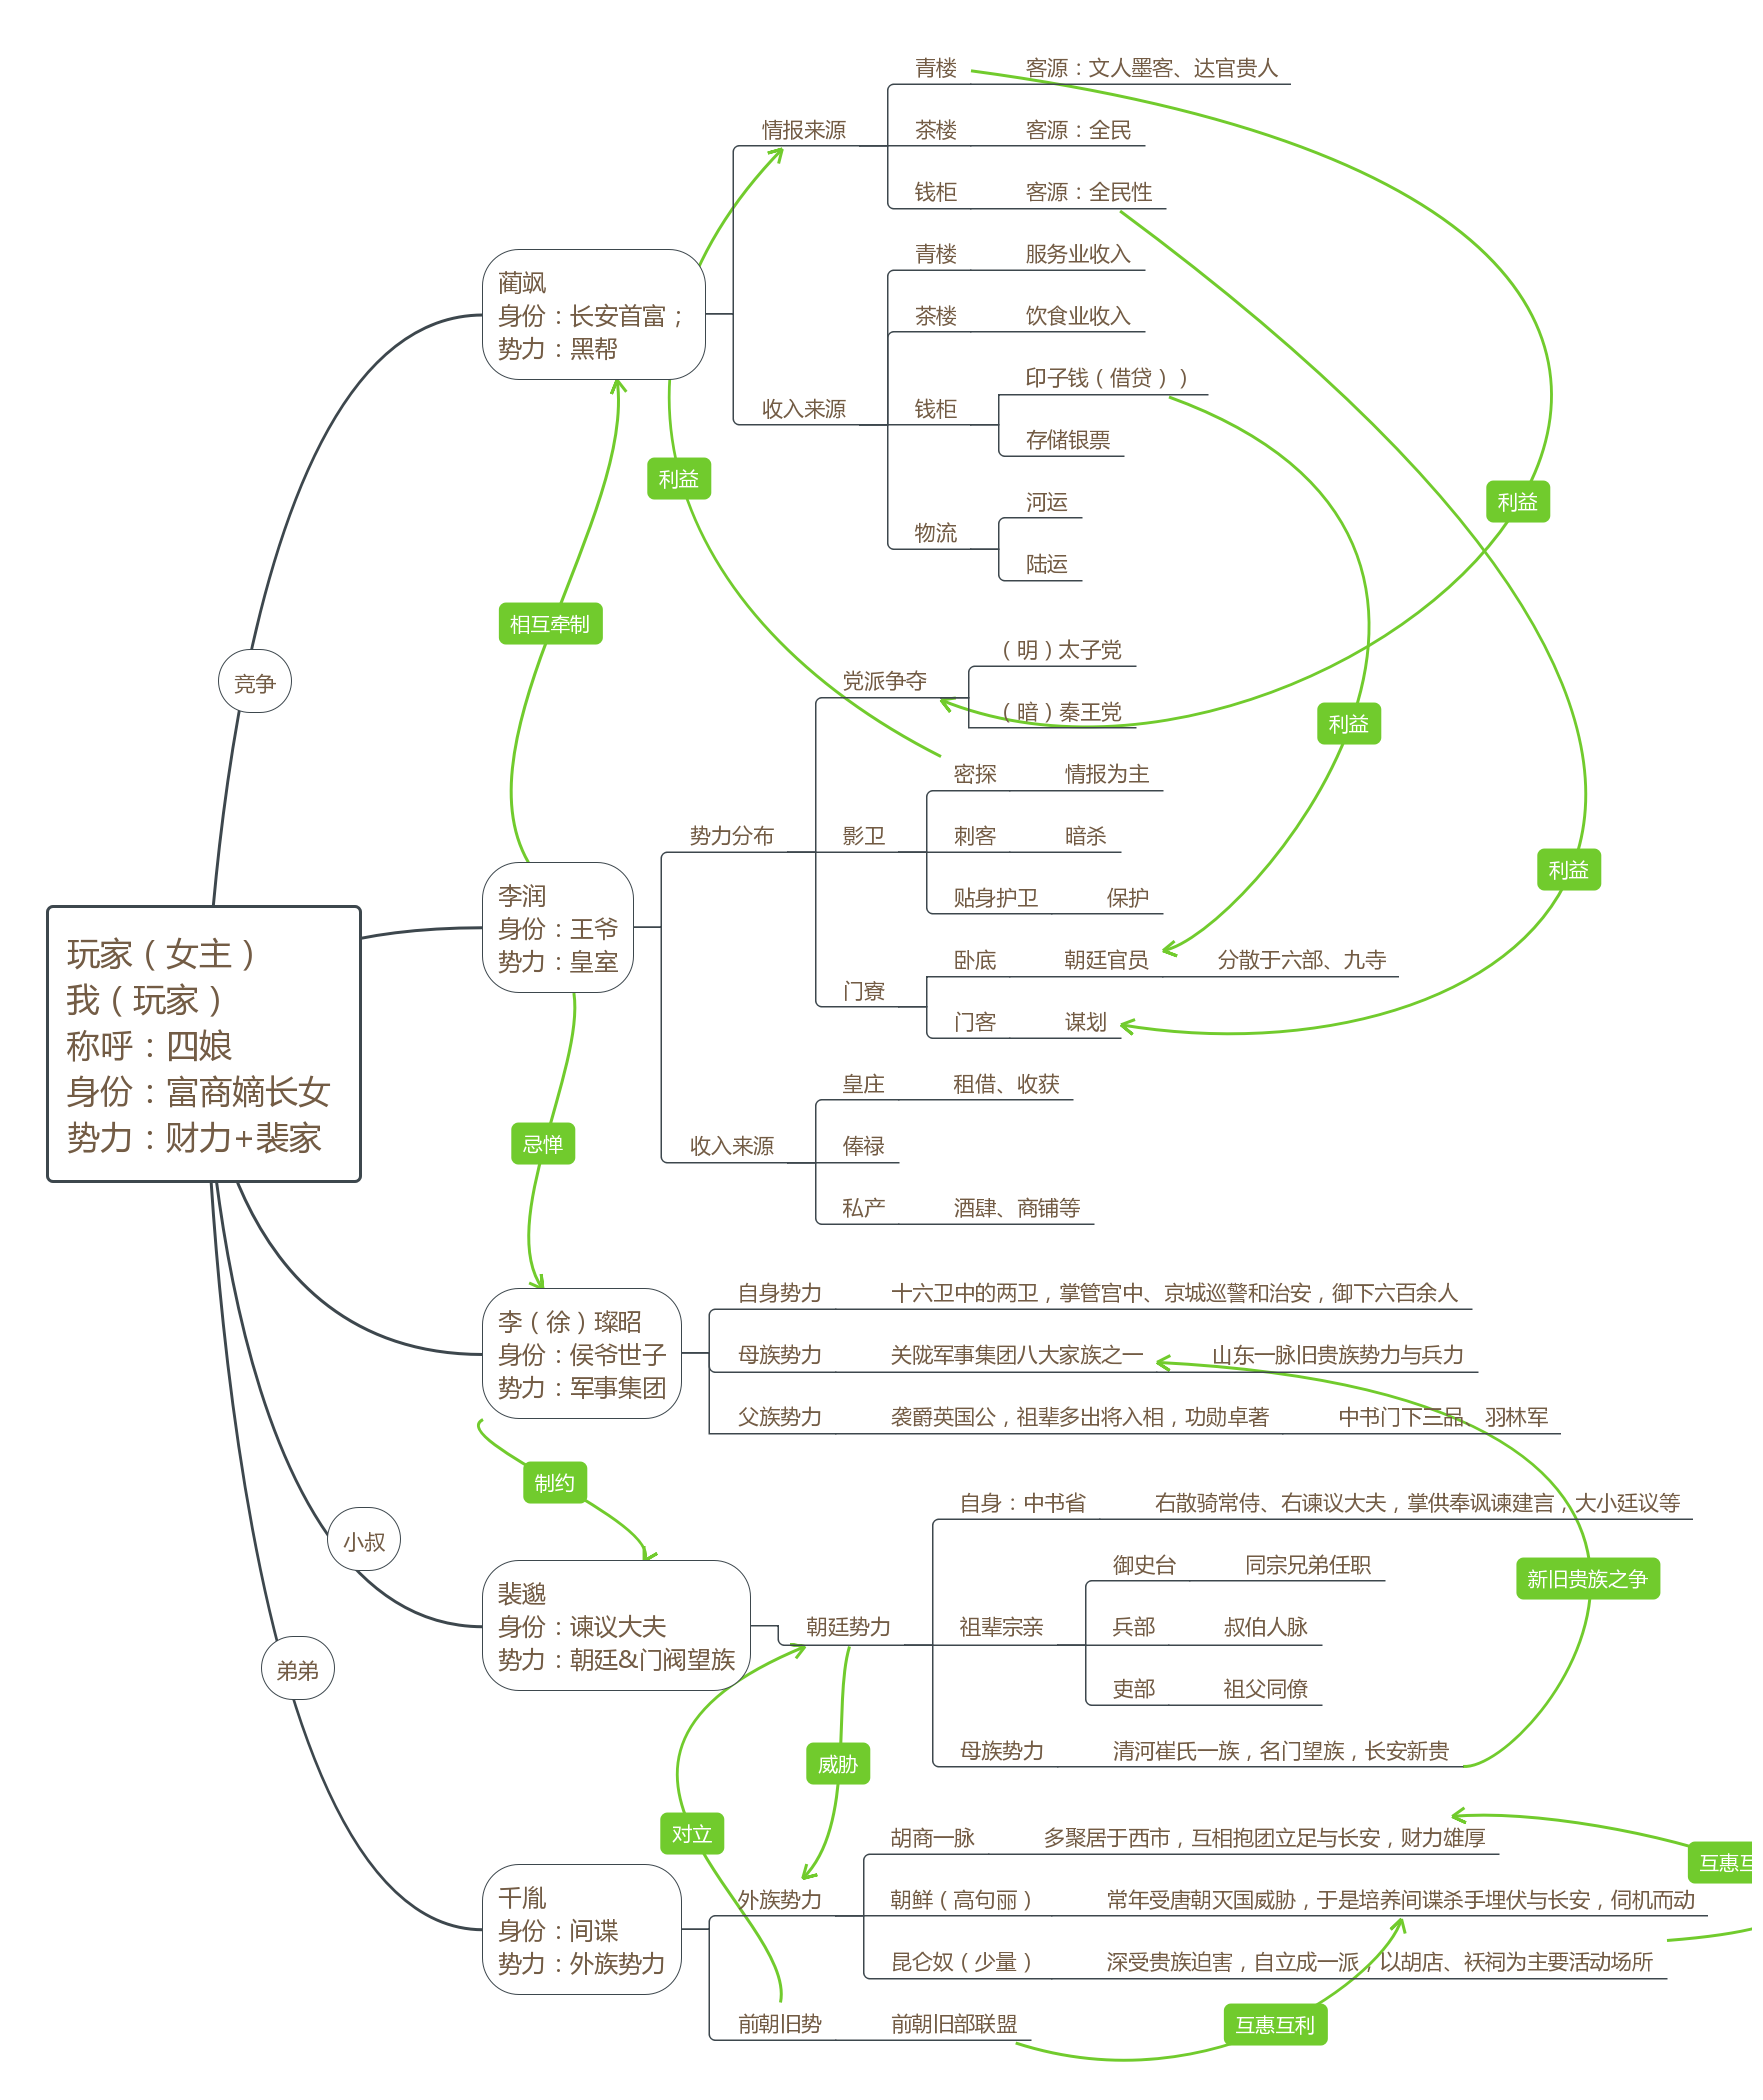 青楼
客源：文人墨客、达官贵人
情报来源
茶楼
客源：全民
钱柜
客源：全民性
蔺飒
身份：长安首富；
势力：黑帮
青楼
服务业收入
茶楼
饮食业收入
收入来源
钱柜
印子钱（借贷））
存储银票
物流
河运
陆运
利益
利益
相互牵制
竞争
党派争夺
（明）太子党
（暗）秦王党
利益
势力分布
影卫
密探
情报为主
刺客
暗杀
贴身护卫
保护
利益
李润
身份：王爷
势力：皇室
门寮
卧底
朝廷官员
分散于六部、九寺
门客
谋划
玩家（女主）
我（玩家）
称呼：四娘
身份：富商嫡长女
势力：财力+裴家
收入来源
皇庄
租借、收获
俸禄
私产
酒肆、商铺等
忌惮
李（徐）璨昭
身份：侯爷世子
势力：军事集团
自身势力
十六卫中的两卫，掌管宫中、京城巡警和治安，御下六百余人
母族势力
关陇军事集团八大家族之一
山东一脉旧贵族势力与兵力
父族势力
袭爵英国公，祖辈多出将入相，功勋卓著
中书门下三品、羽林军
制约
小叔
裴邈
身份：谏议大夫
势力：朝廷&门阀望族
朝廷势力
自身：中书省
右散骑常侍、右谏议大夫，掌供奉讽谏建言，大小廷议等
祖辈宗亲
御史台
同宗兄弟任职
兵部
叔伯人脉
吏部
祖父同僚
母族势力
清河崔氏一族，名门望族，长安新贵
新旧贵族之争
弟弟
威胁
对立
千胤
身份：间谍
势力：外族势力
外族势力
胡商一脉
多聚居于西市，互相抱团立足与长安，财力雄厚
朝鲜（高句丽）
常年受唐朝灭国威胁，于是培养间谍杀手埋伏与长安，伺机而动
昆仑奴（少量）
深受贵族迫害，自立成一派，以胡店、袄祠为主要活动场所
互惠互
前朝旧势
前朝旧部联盟
互惠互利